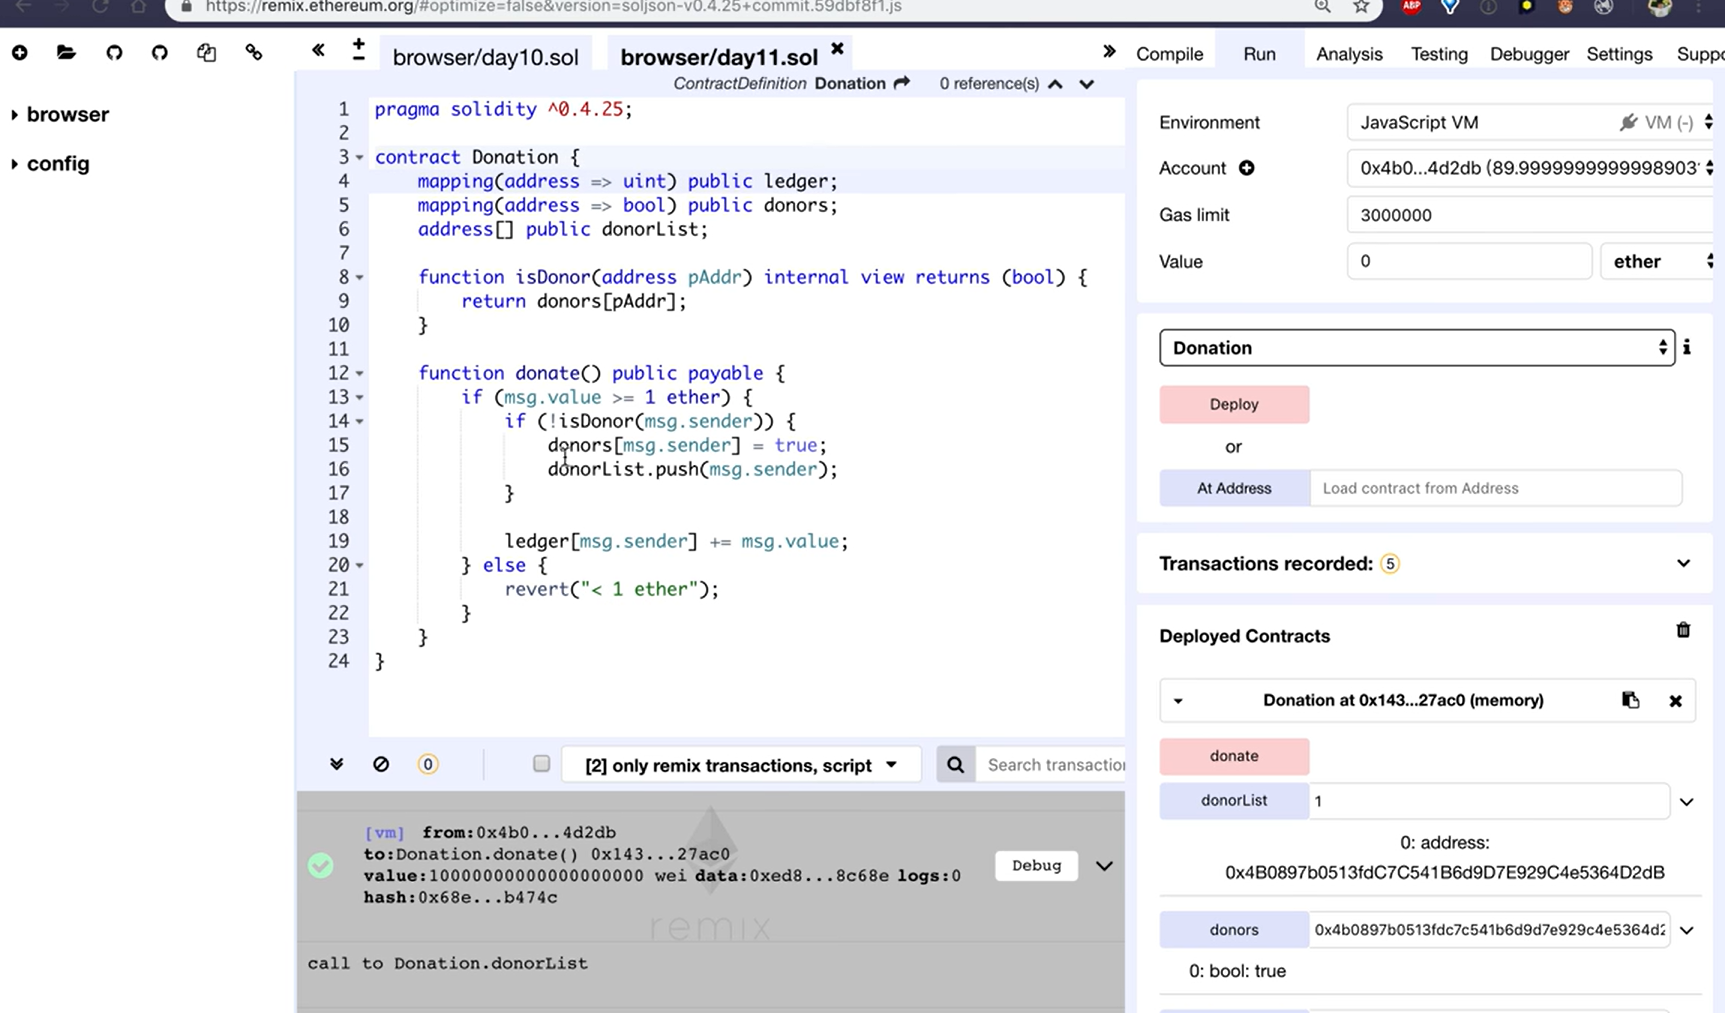 https://remix.ethereum.org/#optimize=false&version=soljson-v0.4.25+commit.59dbf8f1.js
ABP
browser/day10.sol
browser/day11.sol
Compile
Run
Analysis
Testing
Debugger
Settings
Suppo
ContractDefinition Donation
0 reference(s)
browser
config
1 pragma solidity ^0.4.25;
2
3 contract Donation {
4 mapping(address => uint) public ledger;
5 mapping(address => bool) public donors;
6 address[] public donorList;
7
8 function isDonor(address pAddr) internal view returns (bool) {
9 return donors[pAddr];
10 }
11
12 function donate() public payable {
13 if (msg.value >= 1 ether) {
14 if (!isDonor(msg.sender)) {
15 donors[msg.sender] = true;
16 donorList.push(msg.sender);
17 }
18
19 ledger[msg.sender] += msg.value;
20 } else {
21 revert("< 1 ether");
22 }
23 }
24 }
Environment
JavaScript VM
VM (-)
Account
0x4b0...4d2db (89.9999999999998903
Gas limit
3000000
Value
0
ether
Donation
Deploy
or
At Address
Load contract from Address
Transactions recorded: 5
Deployed Contracts
Donation at 0x143...27ac0 (memory)
donate
donorList
1
0: address:
0x4B0897b0513fdC7C541B6d9D7E929C4e5364D2dB
donors
0x4b0897b0513fdc7c541b6d9d7e929c4e5364d2
0: bool: true
0
[2] only remix transactions, script
Search transaction
[vm] from:0x4b0...4d2db
to:Donation.donate() 0x143...27ac0
value:10000000000000000000 wei data:0xed8...8c68e logs:0
hash:0x68e...b474c
Debug
remix
call to Donation.donorList